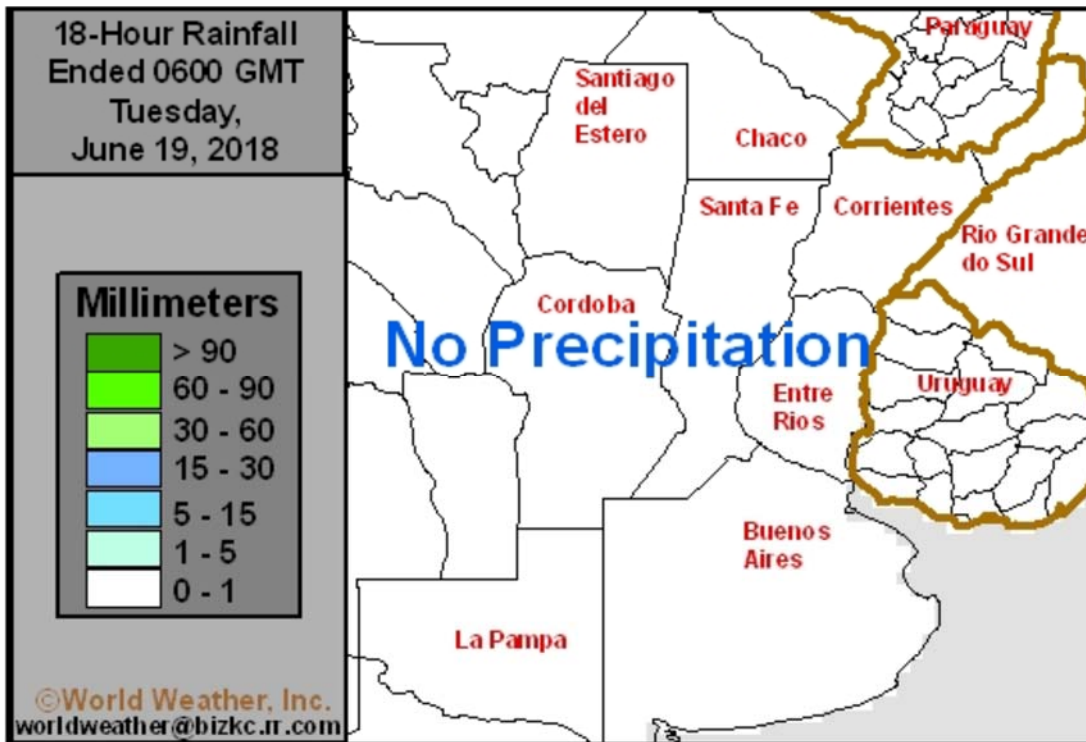 18-Hour Rainfall
Ended 0600 GMT
Tuesday,
June 19, 2018
Millimeters
> 90
60 - 90
30 - 60
15 - 30
5 - 15
1 - 5
0 - 1
©World Weather, Inc.
worldweather@bizkc.rr.com
Paraguay
Santiago
del
Estero
Chaco
Santa Fe
Corrientes
Rio Grande
do Sul
Cordoba
No Precipitation
Uruguay
Entre
Rios
Buenos
Aires
La Pampa